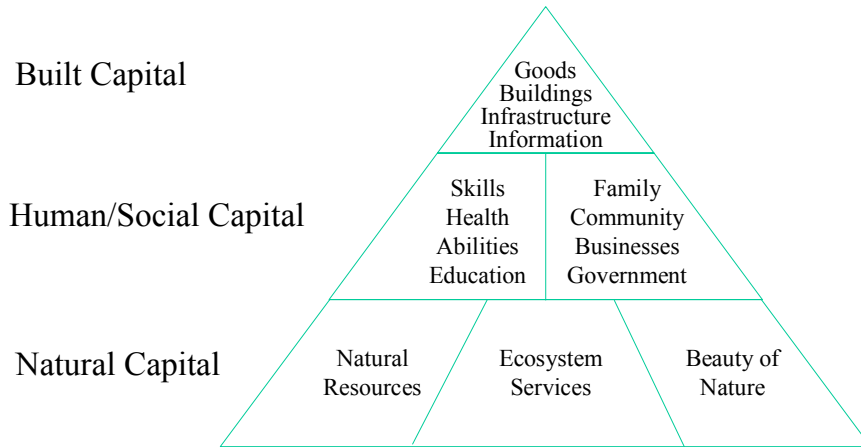 Built Capital
Goods
Buildings
Infrastructure
Information
Human/Social Capital
Skills
Health
Abilities
Education
Family
Community
Businesses
Government
Natural Capital
Natural
Resources
Ecosystem
Services
Beauty of
Nature